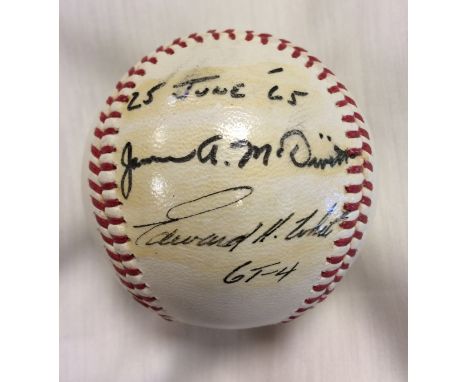 25 June '65
James A. McDivitt
Edward H. White
GT-4